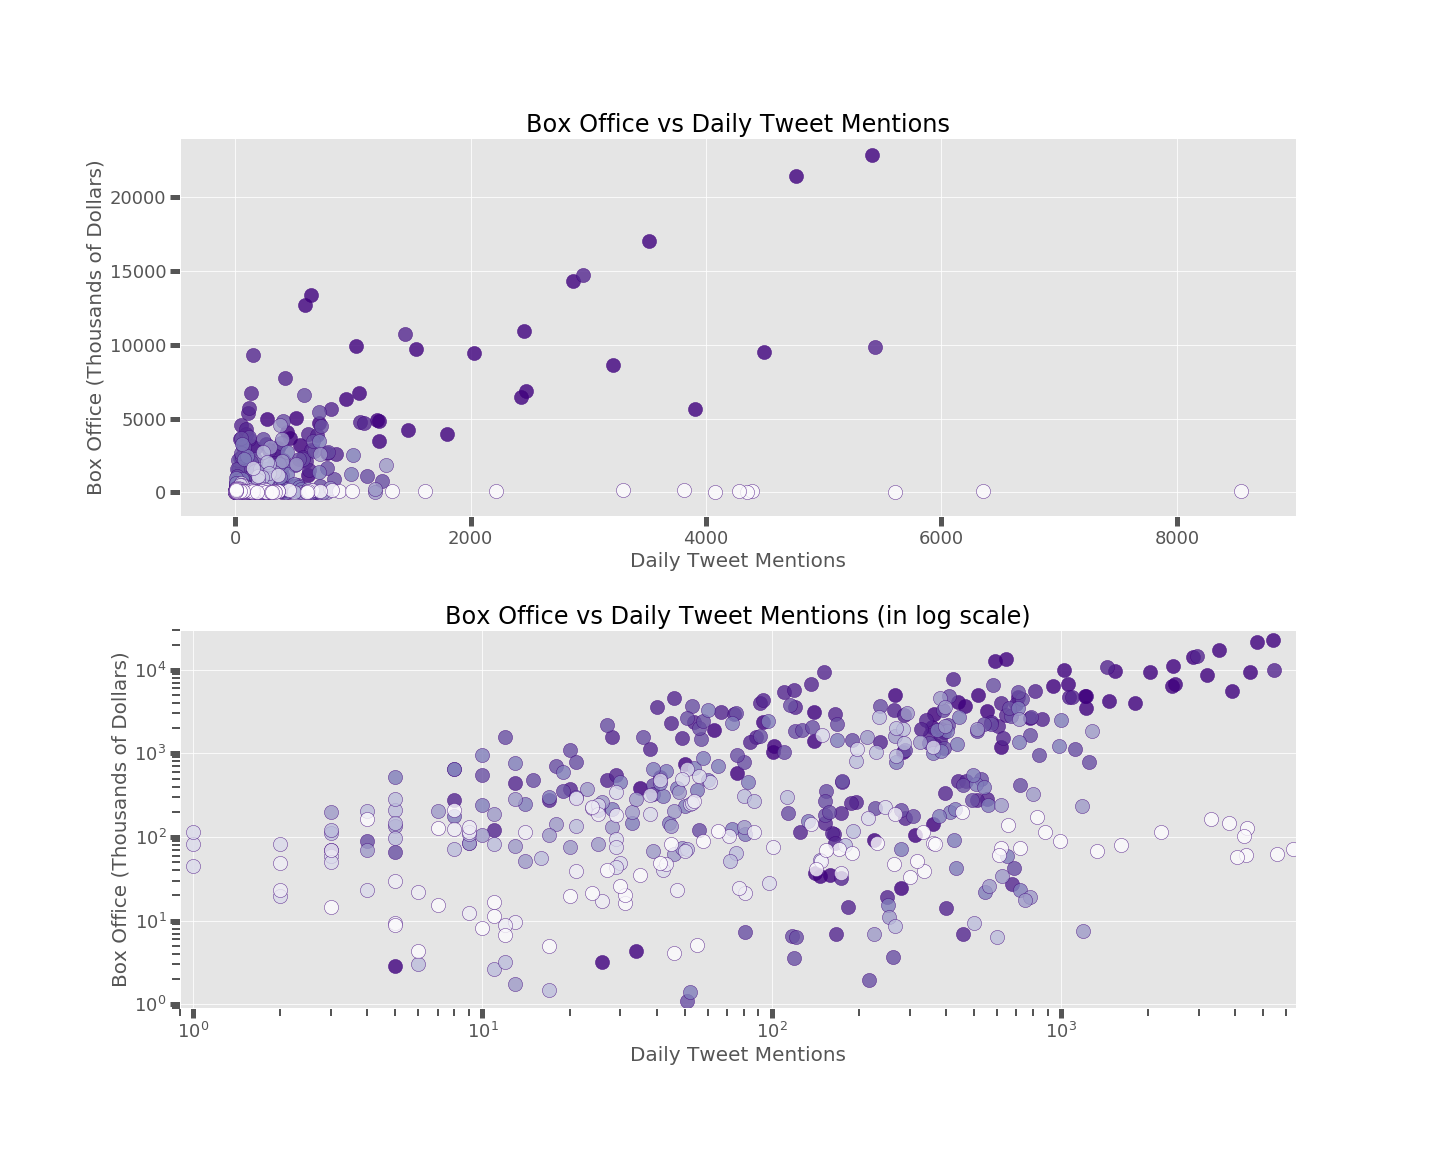 Box Office vs Daily Tweet Mentions
Box Office (Thousands of Dollars)
20000
15000
10000
5000
0
0 2000 4000 6000 8000
Daily Tweet Mentions
Box Office vs Daily Tweet Mentions (in log scale)
Box Office (Thousands of Dollars)
10⁴
10³
10²
10¹
10⁰
10⁰ 10¹ 10² 10³
Daily Tweet Mentions